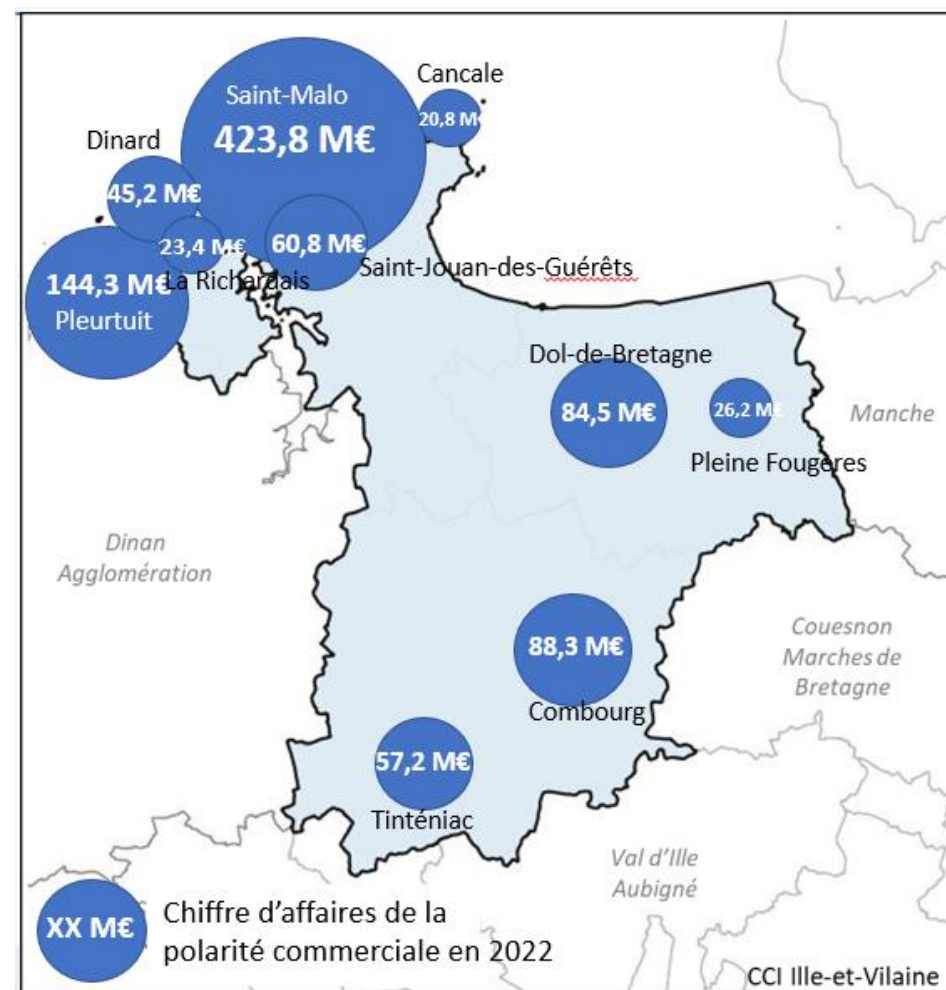 Cancale
20,8 M€
Saint-Malo
423,8 M€
Dinard
45,2 M€
23,4 M€
La Richardais
60,8 M€
Saint-Jouan-des-Guérêts
144,3 M€
Pleurtuit
Dol-de-Bretagne
84,5 M€
26,2 M€
Pleine Fougères
Manche
Dinan
Agglomération
88,3 M€
Combourg
Couesnon
Marches de
Bretagne
57,2 M€
Tinténiac
Val d'Ille
Aubigné
XX M€
Chiffre d'affaires de la
polarité commerciale en 2022
CCI Ille-et-Vilaine